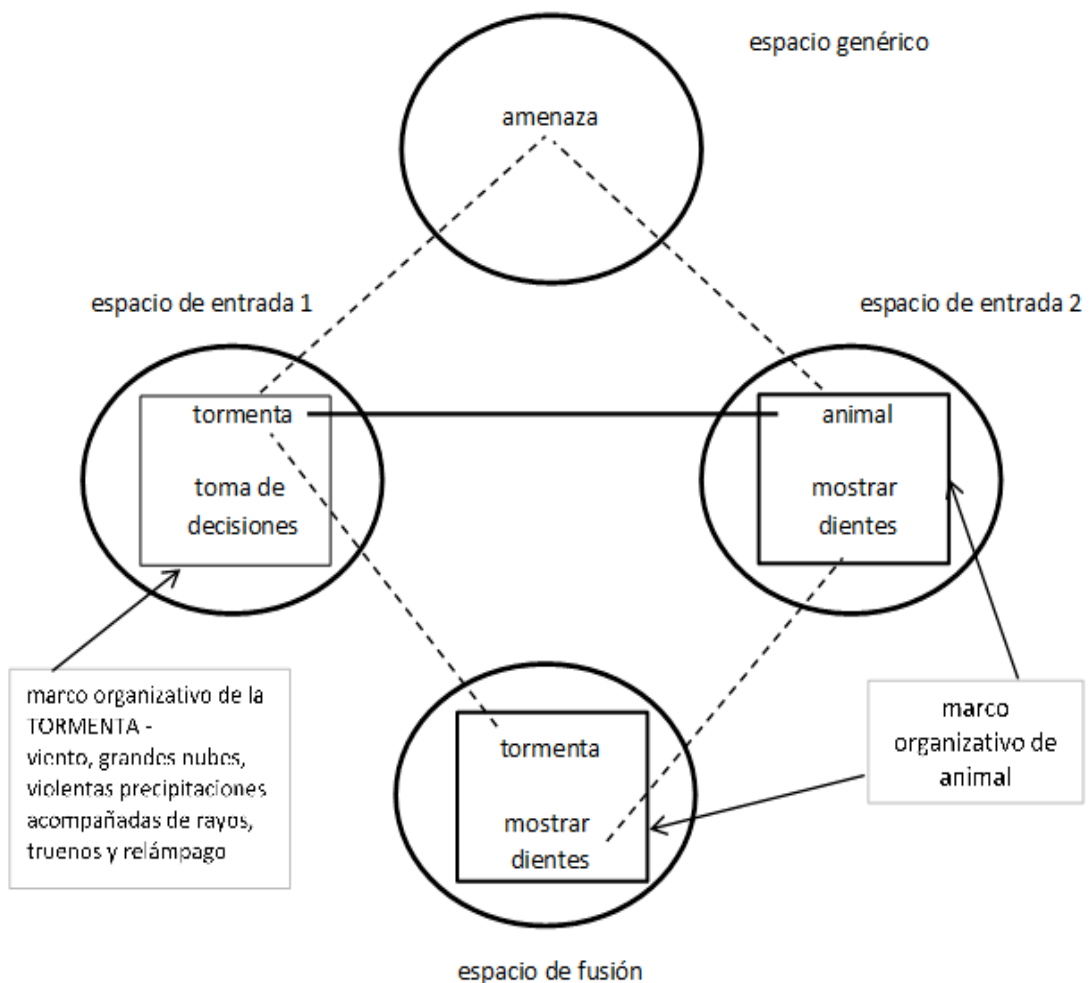 espacio genérico
amenaza
espacio de entrada 1
espacio de entrada 2
tormenta
toma de
decisiones
animal
mostrar
dientes
marco organizativo de la
TORMENTA -
viento, grandes nubes,
violentas precipitaciones
acompañadas de rayos,
truenos y relámpago
tormenta
mostrar
dientes
marco
organizativo de
animal
espacio de fusión